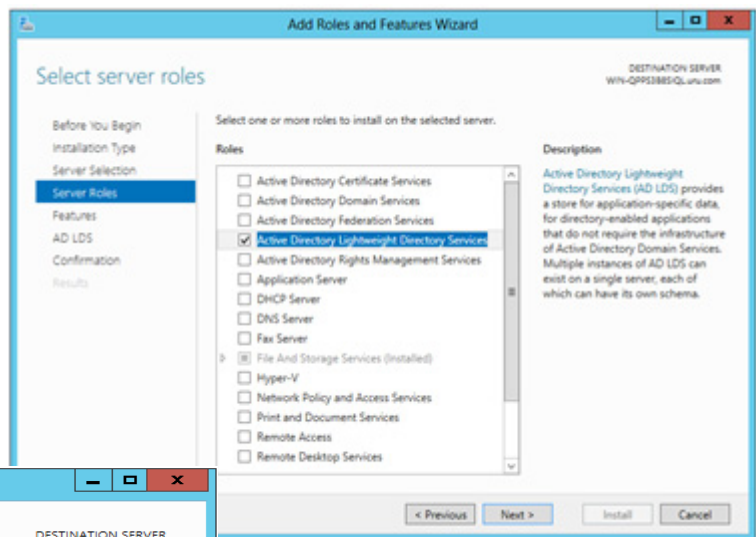 Add Roles and Features Wizard
Select server roles
DESTINATION SERVER
WIN-QPPS3B8SIQL.uru.com
Before You Begin
Installation Type
Server Selection
Server Roles
Features
AD LDS
Confirmation
Results
Select one or more roles to install on the selected server.
Roles
Active Directory Certificate Services
Active Directory Domain Services
Active Directory Federation Services
Active Directory Lightweight Directory Services
Active Directory Rights Management Services
Application Server
DHCP Server
DNS Server
Fax Server
File And Storage Services (Installed)
Hyper-V
Network Policy and Access Services
Print and Document Services
Remote Access
Remote Desktop Services
Description
Active Directory Lightweight
Directory Services (AD LDS) provides
a store for application-specific data,
for directory-enabled applications
that do not require the infrastructure
of Active Directory Domain Services.
Multiple instances of AD LDS can
exist on a single server, each of
which can have its own schema.
< Previous
Next >
Install
Cancel
DESTINATION SERVER